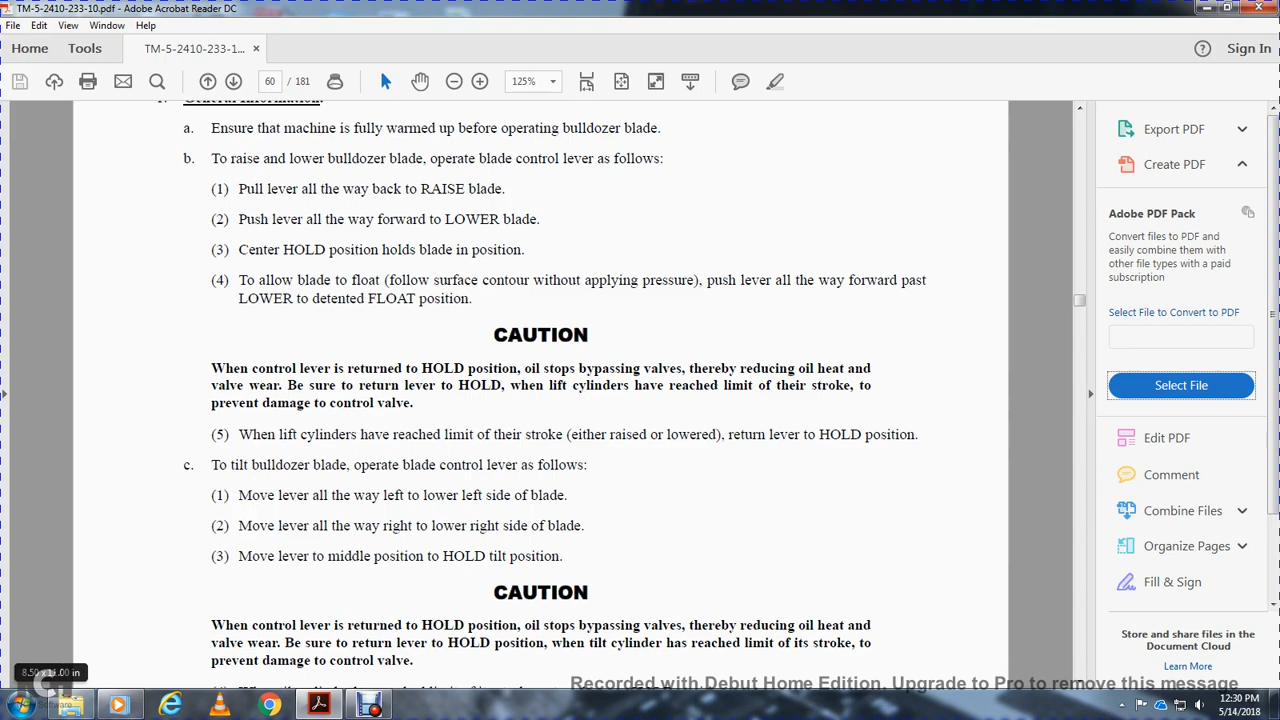 TM-5-2410-233-10.pdf - Adobe Acrobat Reader DC
File Edit View Window Help
Home Tools TM-5-2410-233-1... × Sign In
60 / 181 125%
General Information.
a. Ensure that machine is fully warmed up before operating bulldozer blade.
b. To raise and lower bulldozer blade, operate blade control lever as follows:
(1) Pull lever all the way back to RAISE blade.
(2) Push lever all the way forward to LOWER blade.
(3) Center HOLD position holds blade in position.
(4) To allow blade to float (follow surface contour without applying pressure), push lever all the way forward past
LOWER to detented FLOAT position.
CAUTION
When control lever is returned to HOLD position, oil stops bypassing valves, thereby reducing oil heat and
valve wear. Be sure to return lever to HOLD, when lift cylinders have reached limit of their stroke, to
prevent damage to control valve.
(5) When lift cylinders have reached limit of their stroke (either raised or lowered), return lever to HOLD position.
c. To tilt bulldozer blade, operate blade control lever as follows:
(1) Move lever all the way left to lower left side of blade.
(2) Move lever all the way right to lower right side of blade.
(3) Move lever to middle position to HOLD tilt position.
CAUTION
When control lever is returned to HOLD position, oil stops bypassing valves, thereby reducing oil heat and
valve wear. Be sure to return lever to HOLD position, when tilt cylinder has reached limit of its stroke, to
prevent damage to control valve.
8.50 x 11.00 in
Export PDF
Create PDF
Adobe PDF Pack
Convert files to PDF and
easily combine them with
other file types with a paid
subscription
Select File to Convert to PDF
Select File
Edit PDF
Comment
Combine Files
Organize Pages
Fill & Sign
Store and share files in the
Document Cloud
Learn More
Recorded with Debut Home Edition. Upgrade to Pro to remove this message
Software
12:30 PM
5/14/2018